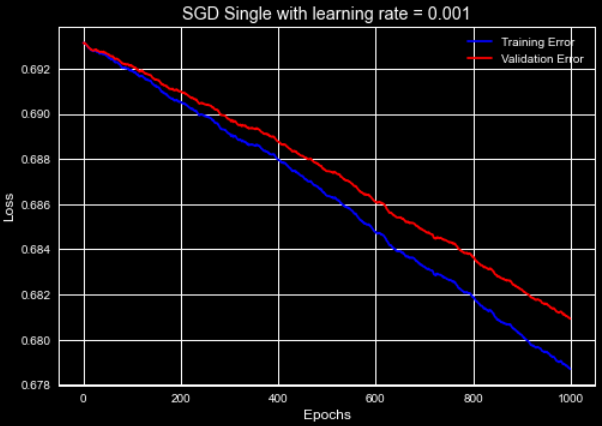 SGD Single with learning rate = 0.001
Training Error
Validation Error
0.692
0.690
0.688
0.686
0.684
0.682
0.680
0.678
Loss
0
200
400
600
800
1000
Epochs